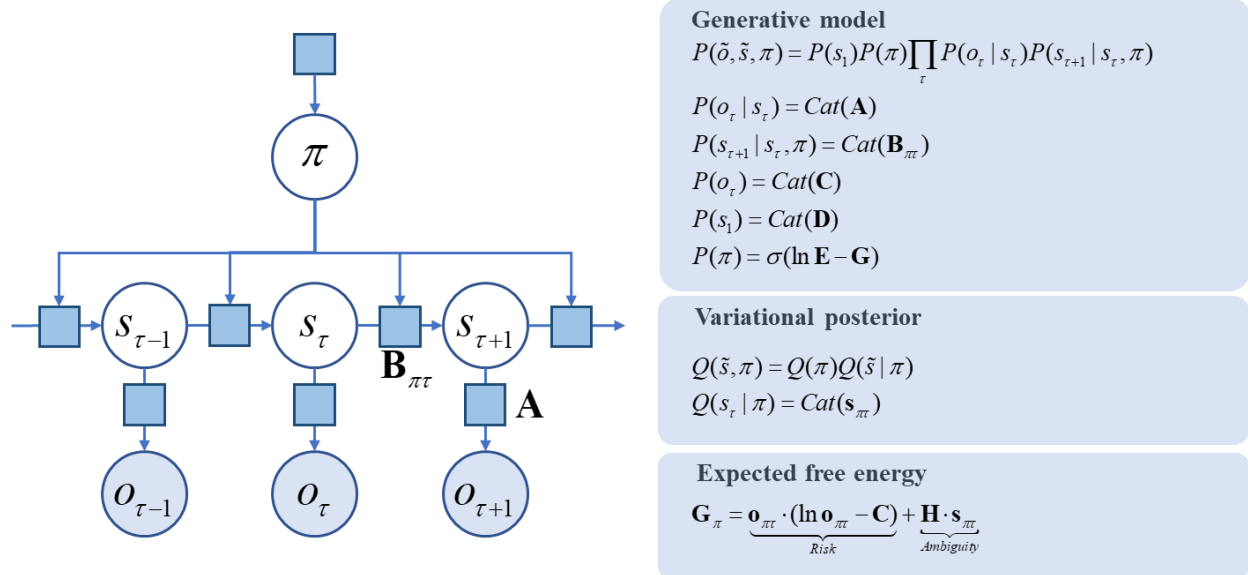 π
s_{τ−1}
s_τ
s_{τ+1}
B_{πτ}
A
o_{τ−1}
o_τ
o_{τ+1}
Generative model
P(õ, s̃, π) = P(s_1)P(π)∏_τ P(o_τ | s_τ)P(s_{τ+1} | s_τ, π)
P(o_τ | s_τ) = Cat(A)
P(s_{τ+1} | s_τ, π) = Cat(B_{πτ})
P(o_τ) = Cat(C)
P(s_1) = Cat(D)
P(π) = σ(ln E − G)
Variational posterior
Q(s̃, π) = Q(π)Q(s̃ | π)
Q(s_τ | π) = Cat(s_{πτ})
Expected free energy
G_π = o_{πτ} · (ln o_{πτ} − C) + H · s_{πτ}
Risk Ambiguity